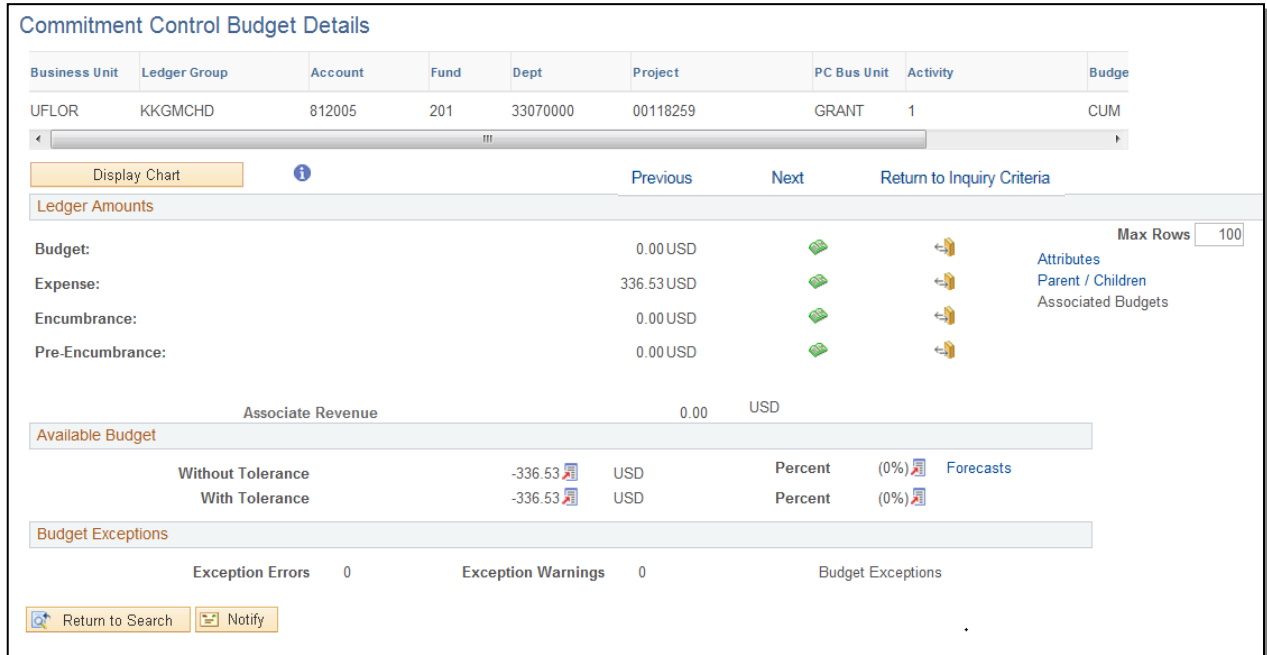 Commitment Control Budget Details
Business Unit Ledger Group Account Fund Dept Project PC Bus Unit Activity Budge
UFLOR KKGMCHD 812005 201 33070000 00118259 GRANT 1 CUM
Display Chart Previous Next Return to Inquiry Criteria
Ledger Amounts
Max Rows 100
Budget: 0.00 USD
Attributes
Expense: 336.53 USD
Parent / Children
Associated Budgets
Encumbrance: 0.00 USD
Pre-Encumbrance: 0.00 USD
Associate Revenue 0.00 USD
Available Budget
Without Tolerance -336.53 USD Percent (0%) Forecasts
With Tolerance -336.53 USD Percent (0%)
Budget Exceptions
Exception Errors 0 Exception Warnings 0 Budget Exceptions
Return to Search Notify